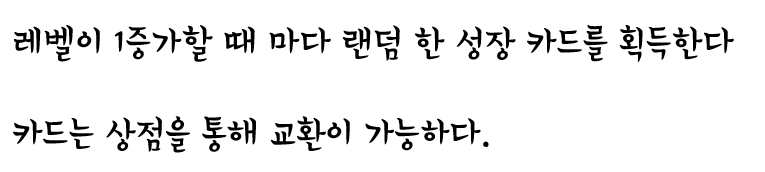 레벨이 1증가할 때 마다 랜덤 한 성장 카드를 획득한다
카드는 상점을 통해 교환이 가능하다.